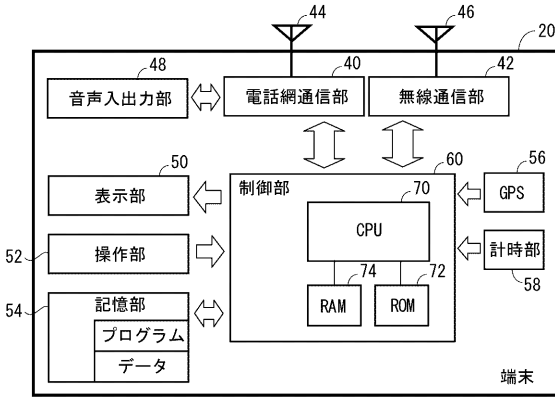 44
46
20
48
40
42
音声入出力部
電話網通信部
無線通信部
50
60
56
表示部
制御部
70
GPS
CPU
52
操作部
計時部
58
54
記憶部
74
72
プログラム
RAM
ROM
データ
端末